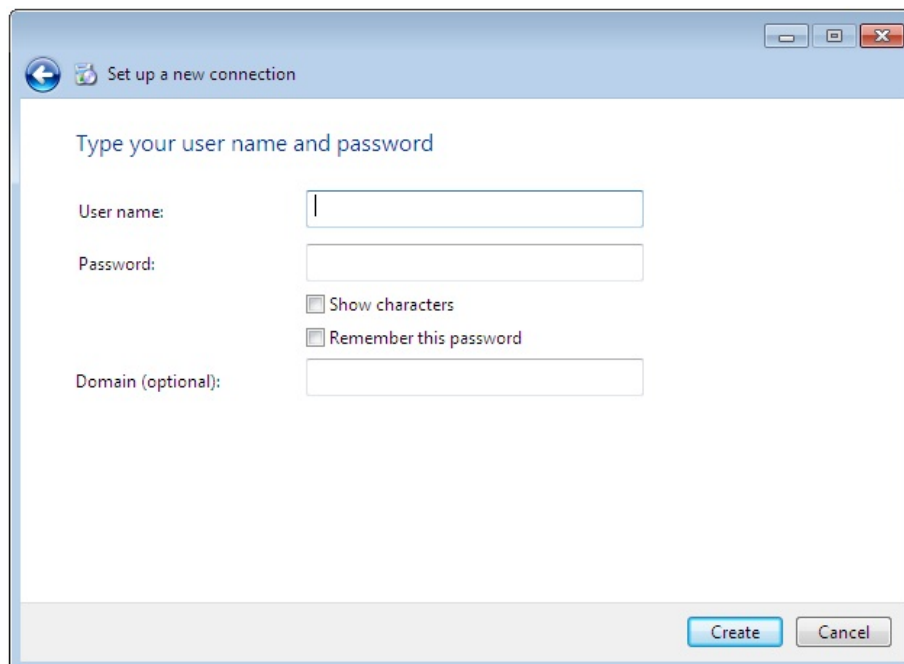 Set up a new connection
Type your user name and password
User name:
Password:
Show characters
Remember this password
Domain (optional):
Create Cancel